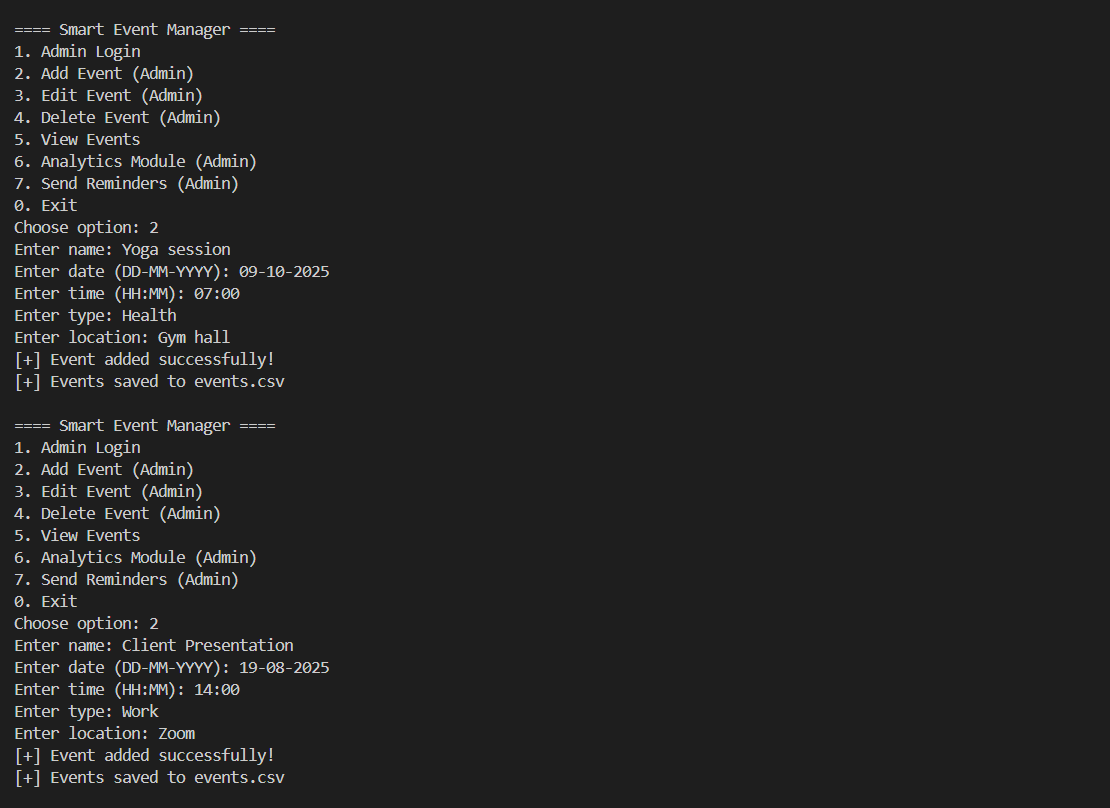 ==== Smart Event Manager ====
1. Admin Login
2. Add Event (Admin)
3. Edit Event (Admin)
4. Delete Event (Admin)
5. View Events
6. Analytics Module (Admin)
7. Send Reminders (Admin)
0. Exit
Choose option: 2
Enter name: Yoga session
Enter date (DD-MM-YYYY): 09-10-2025
Enter time (HH:MM): 07:00
Enter type: Health
Enter location: Gym hall
[+] Event added successfully!
[+] Events saved to events.csv

==== Smart Event Manager ====
1. Admin Login
2. Add Event (Admin)
3. Edit Event (Admin)
4. Delete Event (Admin)
5. View Events
6. Analytics Module (Admin)
7. Send Reminders (Admin)
0. Exit
Choose option: 2
Enter name: Client Presentation
Enter date (DD-MM-YYYY): 19-08-2025
Enter time (HH:MM): 14:00
Enter type: Work
Enter location: Zoom
[+] Event added successfully!
[+] Events saved to events.csv